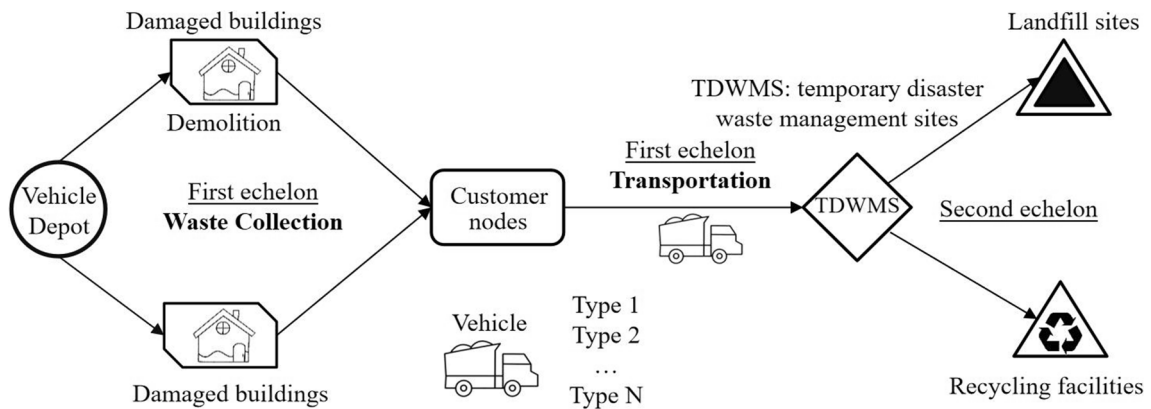 Damaged buildings
Demolition
Vehicle
Depot
First echelon
Waste Collection
Damaged buildings
Customer
nodes
Vehicle
Type 1
Type 2
...
Type N
First echelon
Transportation
TDWMS: temporary disaster
waste management sites
TDWMS
Landfill sites
Second echelon
Recycling facilities